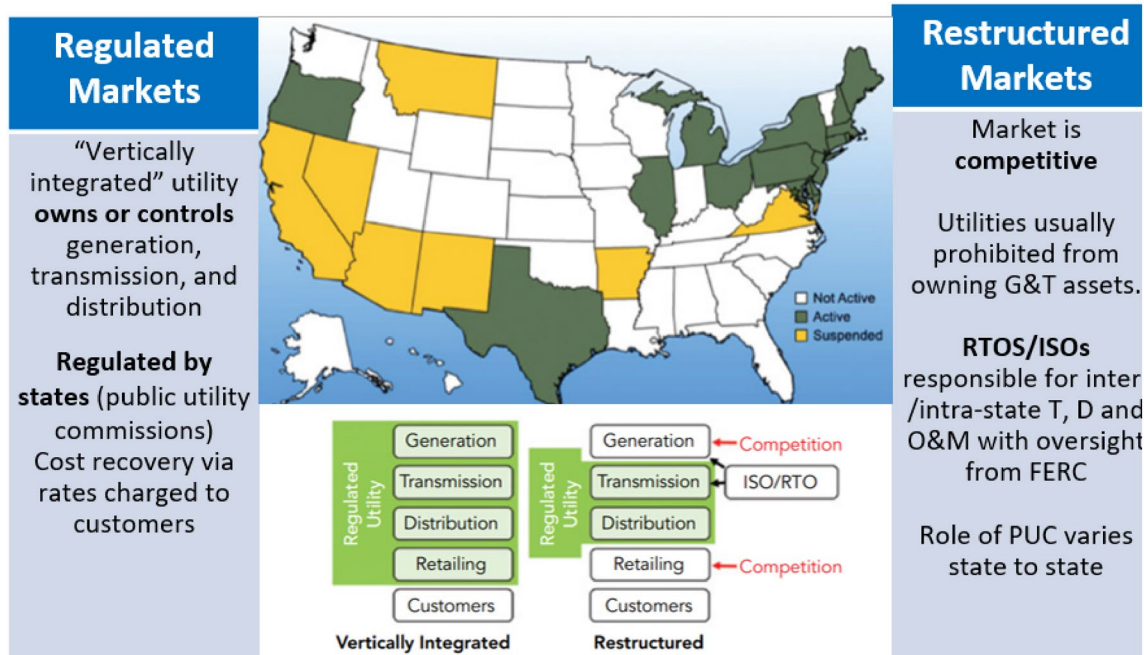 Regulated
Markets
“Vertically
integrated” utility
owns or controls
generation,
transmission, and
distribution
Regulated by
states (public utility
commissions)
Cost recovery via
rates charged to
customers
Not Active
Active
Suspended
Regulated
Utility
Generation
Transmission
Distribution
Retailing
Customers
Vertically Integrated
Regulated
Utility
Generation
Transmission
Distribution
Retailing
Customers
Restructured
Competition
ISO/RTO
Competition
Restructured
Markets
Market is
competitive
Utilities usually
prohibited from
owning G&T assets.
RTOS/ISOs
responsible for inter
/intra-state T, D and
O&M with oversight
from FERC
Role of PUC varies
state to state